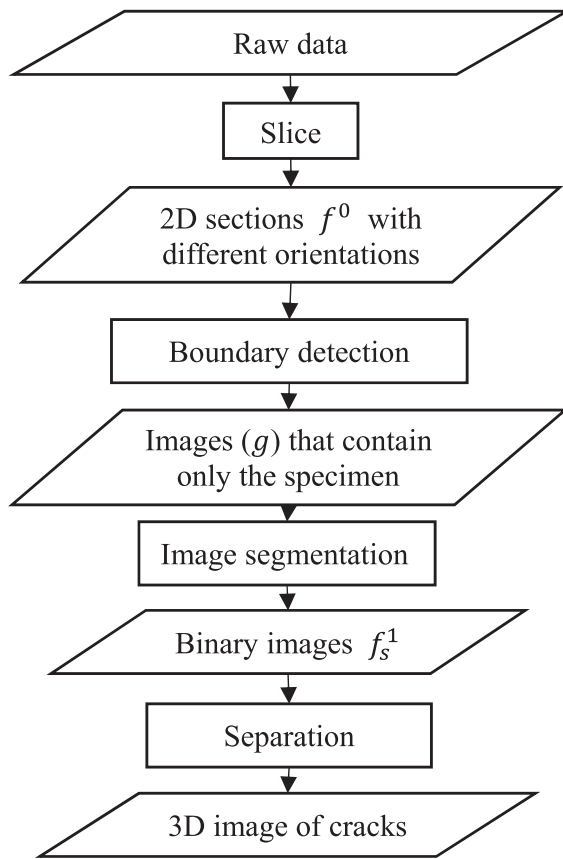 Raw data
Slice
2D sections f⁰ with
different orientations
Boundary detection
Images (g) that contain
only the specimen
Image segmentation
Binary images fₛ¹
Separation
3D image of cracks